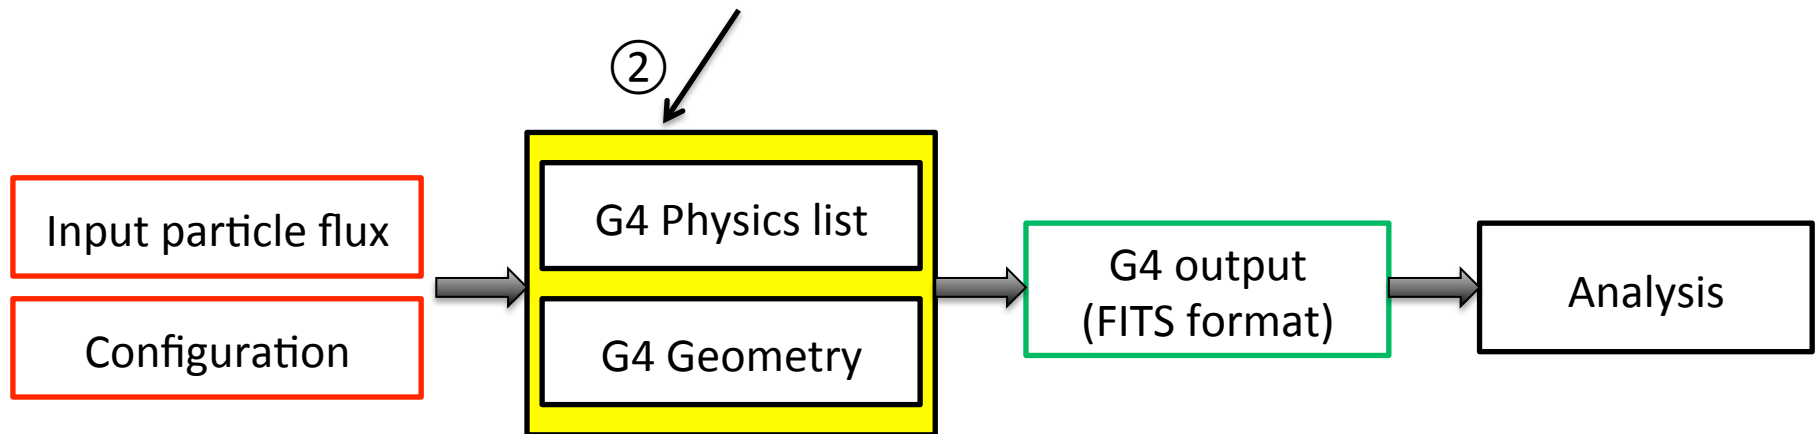 ②
Input particle flux
Configuration
G4 Physics list
G4 Geometry
G4 output
(FITS format)
Analysis